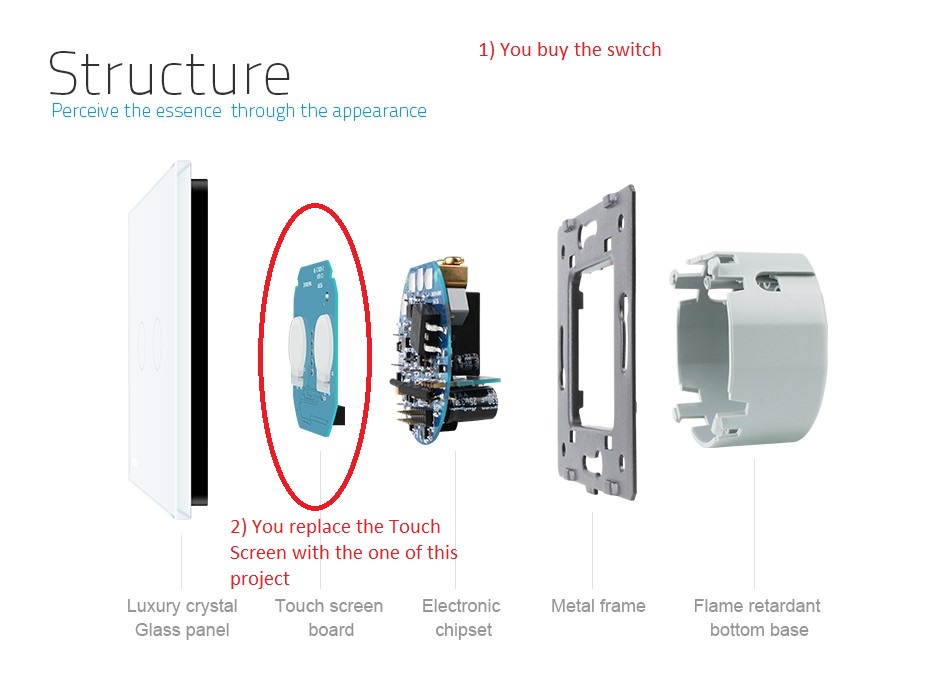 Structure
Perceive the essence through the appearance
1) You buy the switch
2) You replace the Touch
Screen with the one of this
project
Luxury crystal
Glass panel
Touch screen
board
Electronic
chipset
Metal frame
Flame retardant
bottom base